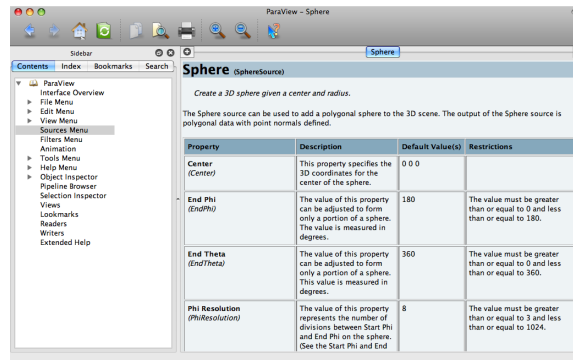 ParaView – Sphere
Sidebar
Sphere
Contents Index Bookmarks Search
ParaView
Interface Overview
File Menu
Edit Menu
View Menu
Sources Menu
Filters Menu
Animation
Tools Menu
Help Menu
Object Inspector
Pipeline Browser
Selection Inspector
Views
Lookmarks
Readers
Writers
Extended Help
Sphere (SphereSource)
Create a 3D sphere given a center and radius.
The Sphere source can be used to add a polygonal sphere to the 3D scene. The output of the Sphere source is
polygonal data with point normals defined.
Property Description Default Value(s) Restrictions
Center
(Center)
This property specifies the
3D coordinates for the
center of the sphere.
0 0 0
End Phi
(EndPhi)
The value of this property
can be adjusted to form
only a portion of a sphere.
The value is measured in
degrees.
180
The value must be greater
than or equal to 0 and less
than or equal to 180.
End Theta
(EndTheta)
The value of this property
can be adjusted to form
only a portion of a sphere.
This value is measured in
degrees.
360
The value must be greater
than or equal to 0 and less
than or equal to 360.
Phi Resolution
(PhiResolution)
The value of this property
represents the number of
divisions between Start Phi
and End Phi on the sphere.
(See the Start Phi and End
8
The value must be greater
than or equal to 3 and less
than or equal to 1024.